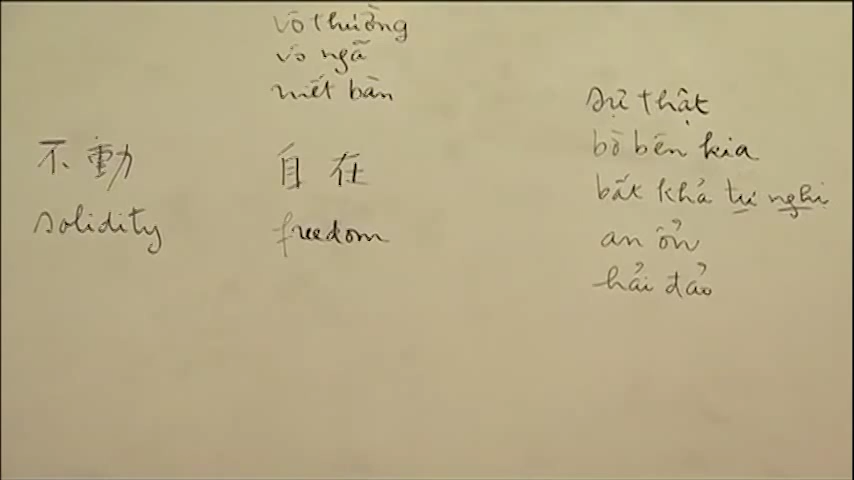 vô thường
vô ngã
niết bàn
不動
solidity
自在
freedom
sự thật
bờ bên kia
bất khả tư nghị
an ổn
hải đảo